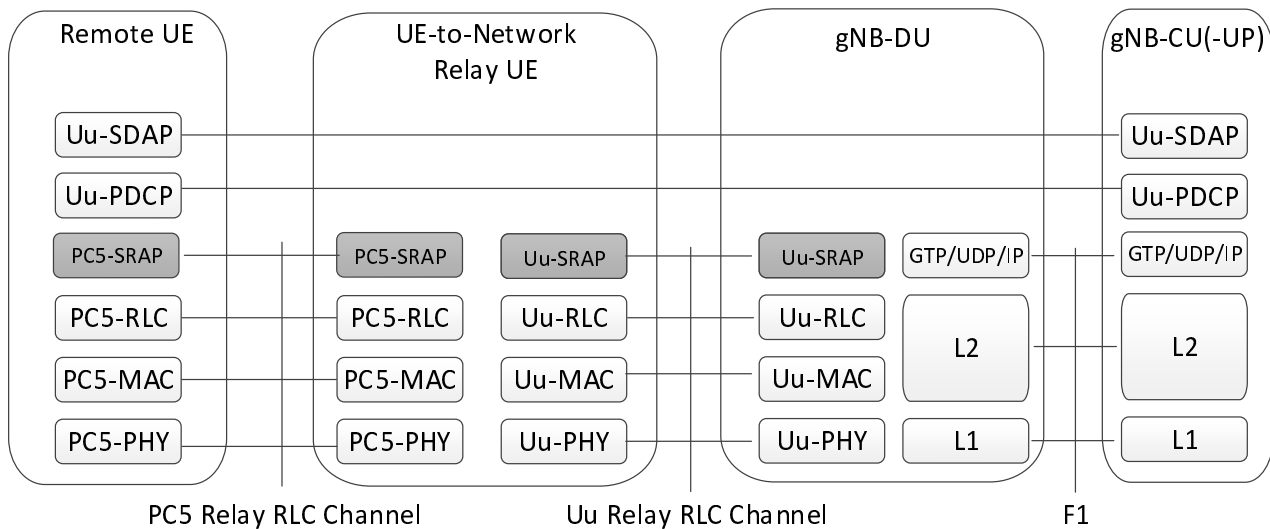 Remote UE
UE-to-Network
Relay UE
gNB-DU
gNB-CU(-UP)
Uu-SDAP
Uu-SDAP
Uu-PDCP
Uu-PDCP
PC5-SRAP
PC5-SRAP
Uu-SRAP
Uu-SRAP
GTP/UDP/IP
GTP/UDP/IP
PC5-RLC
PC5-RLC
Uu-RLC
Uu-RLC
L2
L2
PC5-MAC
PC5-MAC
Uu-MAC
Uu-MAC
PC5-PHY
PC5-PHY
Uu-PHY
Uu-PHY
L1
L1
PC5 Relay RLC Channel
Uu Relay RLC Channel
F1